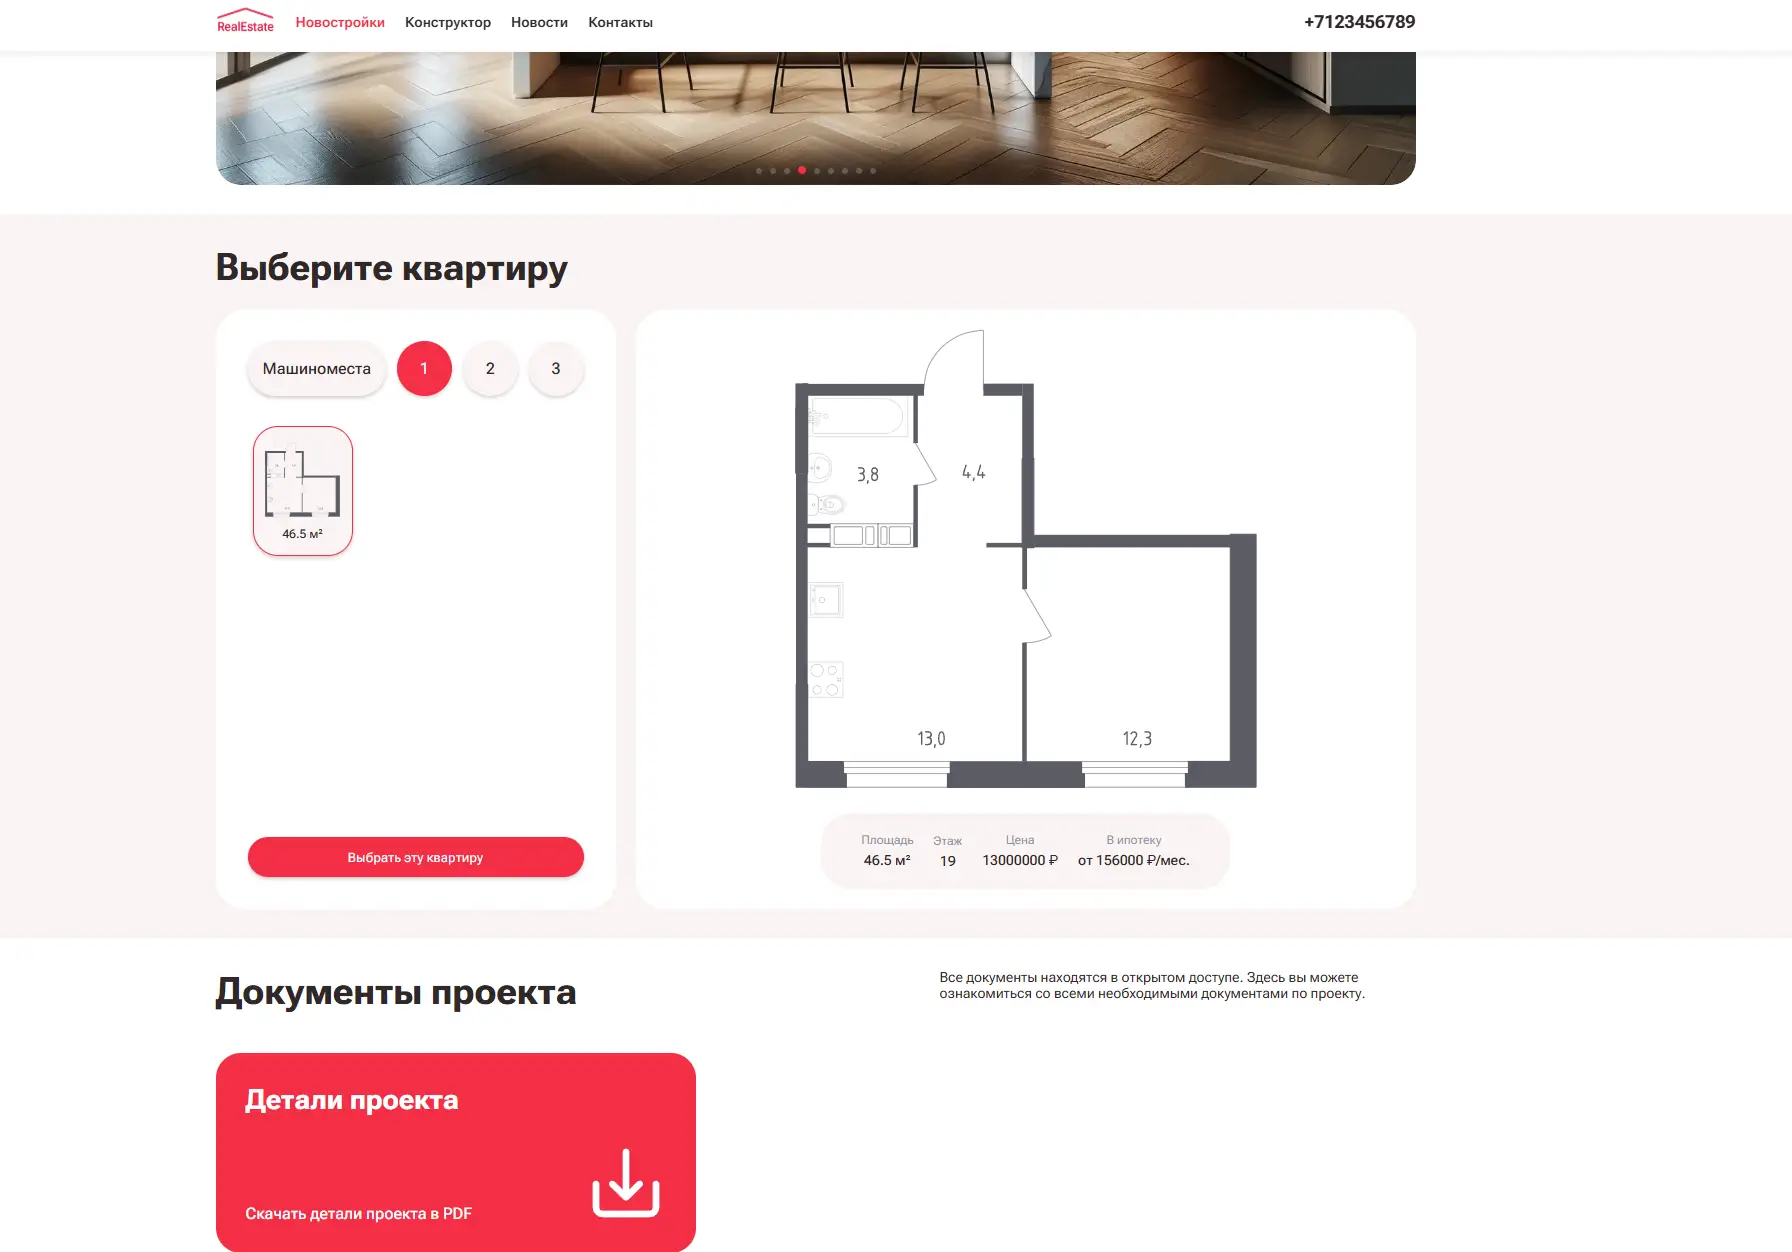 RealEstate
Новостройки Конструктор Новости Контакты
+7123456789
Выберите квартиру
Машиноместа 1 2 3
46.5 м²
Выбрать эту квартиру
3,8
4,4
13,0
12,3
Площадь Этаж Цена В ипотеку
46.5 м² 19 13000000 ₽ от 156000 ₽/мес.
Документы проекта
Все документы находятся в открытом доступе. Здесь вы можете
ознакомиться со всеми необходимыми документами по проекту.
Детали проекта
Скачать детали проекта в PDF